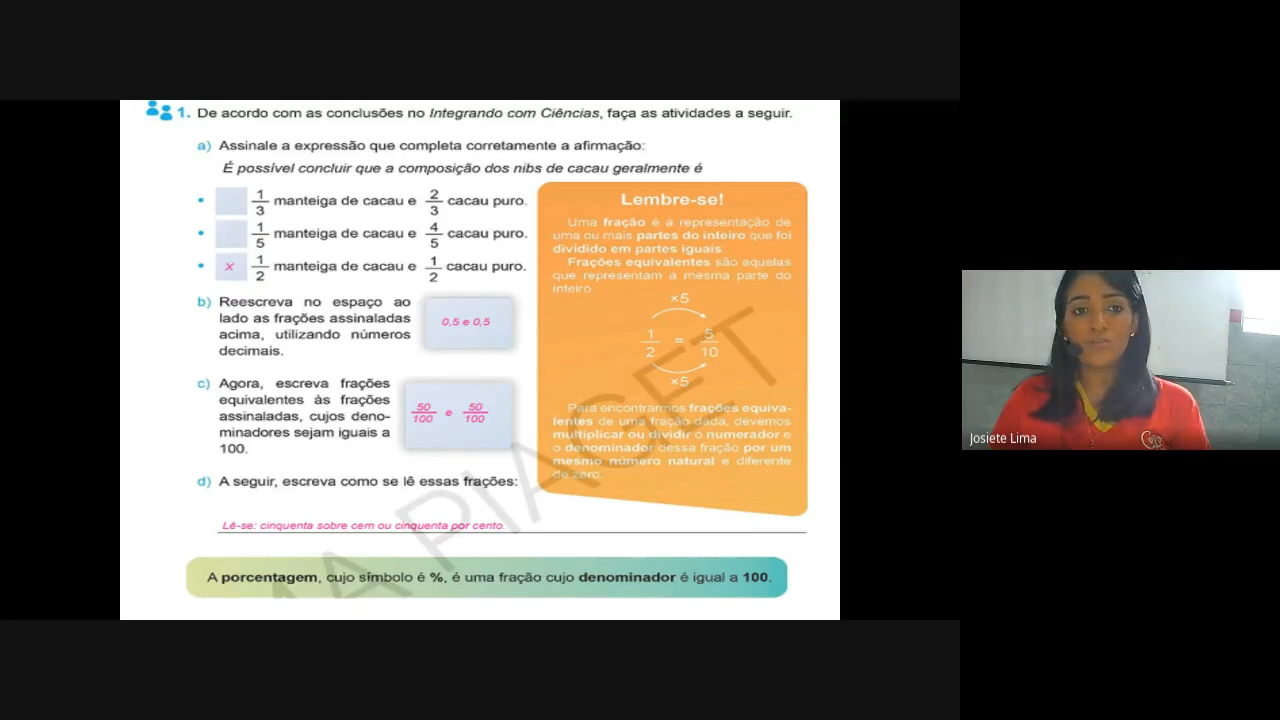 1. De acordo com as conclusões no Integrando com Ciências, faça as atividades a seguir.
a) Assinale a expressão que completa corretamente a afirmação:
É possível concluir que a composição dos nibs de cacau geralmente é
• 1/3 manteiga de cacau e 2/3 cacau puro.
• 1/5 manteiga de cacau e 4/5 cacau puro.
• x 1/2 manteiga de cacau e 1/2 cacau puro.
b) Reescreva no espaço ao
lado as frações assinaladas
acima, utilizando números
decimais.
0,5 e 0,5
c) Agora, escreva frações
equivalentes às frações
assinaladas, cujos deno-
minadores sejam iguais a
100.
50/100 e 50/100
d) A seguir, escreva como se lê essas frações:
Lê-se: cinquenta sobre cem ou cinquenta por cento.
Lembre-se!
Uma fração é a representação de
uma ou mais partes do inteiro que foi
dividido em partes iguais.
Frações equivalentes são aquelas
que representam a mesma parte do
inteiro
×5
1/2 = 5/10
×5
Para encontrarmos frações equiva-
lentes de uma fração dada, devemos
multiplicar ou dividir o numerador e
o denominador dessa fração por um
mesmo número natural e diferente
de zero.
A porcentagem, cujo símbolo é %, é uma fração cujo denominador é igual a 100.
MA PIAGET
Josiete Lima